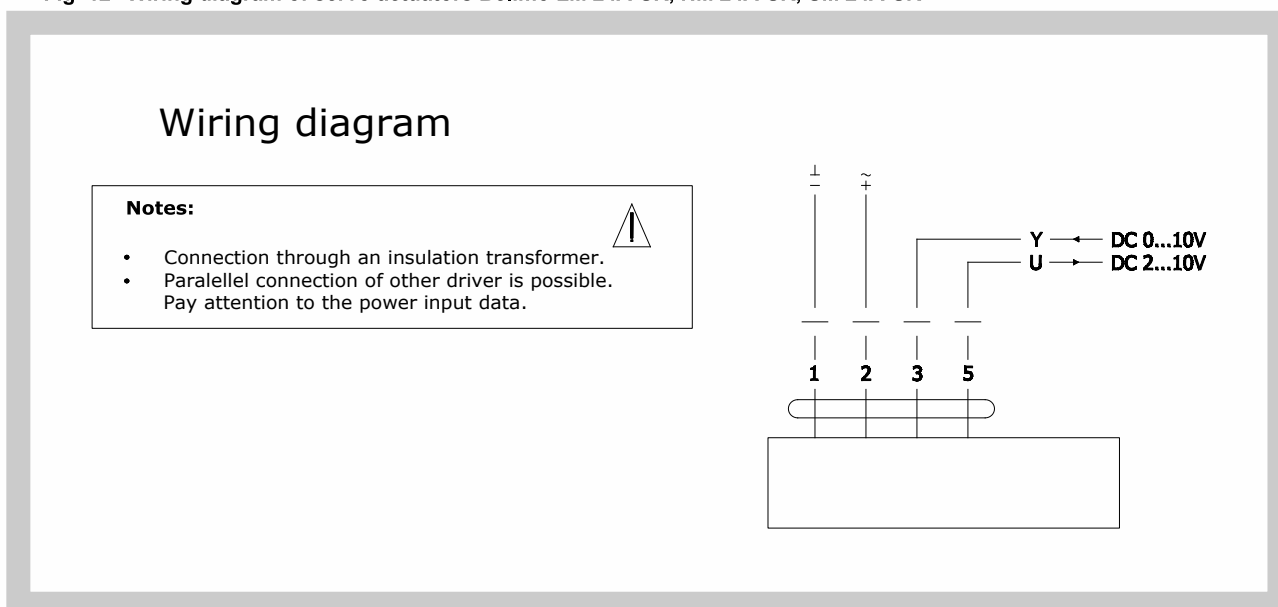 Wiring diagram
Notes:
• Connection through an insulation transformer.
• Paralellel connection of other driver is possible.
Pay attention to the power input data.
⊥ ~
− +
Y DC 0...10V
U DC 2...10V
1 2 3 5